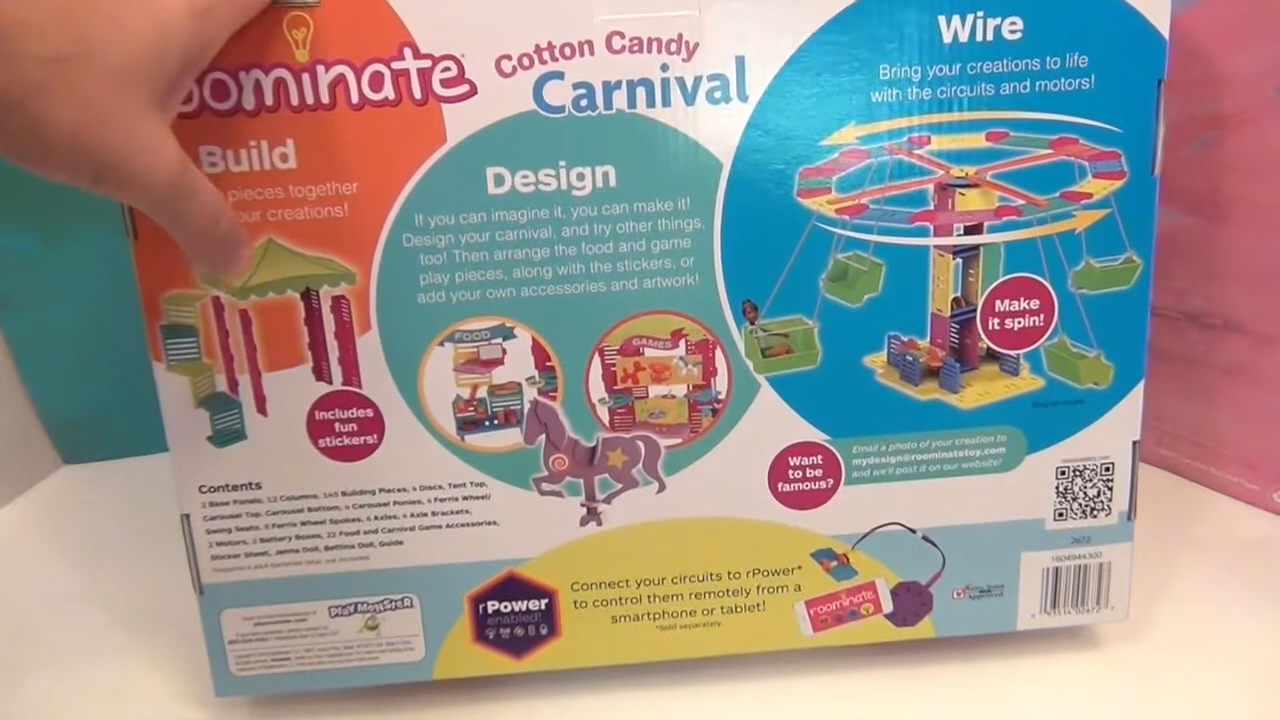 oominate
Cotton Candy
Carnival
Build
pieces together
our creations!
Includes
fun
stickers!
Design
If you can imagine it, you can make it!
Design your carnival, and try other things,
too! Then arrange the food and game
play pieces, along with the stickers, or
add your own accessories and artwork!
FOOD
GAMES
Wire
Bring your creations to life
with the circuits and motors!
Make
it spin!
Want
to be
famous?
Email a photo of your creation to
mydesign@roominatetoy.com
and we'll post it on our website!
Contents
2 Base Panels, 12 Columns, 145 Building Pieces, 4 Discs, Tent Top,
Carousel Top, Carousel Bottom, 4 Carousel Ponies, 4 Ferris Wheel/
Swing Seats, 8 Ferris Wheel Spokes, 6 Axles, 4 Axle Brackets,
2 Motors, 2 Battery Boxes, 22 Food and Carnival Game Accessories,
Sticker Sheet, Jenna Doll, Bettina Doll, Guide
PLAY MONSTER
rPower
enabled!
Connect your circuits to rPower*
to control them remotely from a
smartphone or tablet!
*Sold separately.
roominate
Approved
2672
1604944300